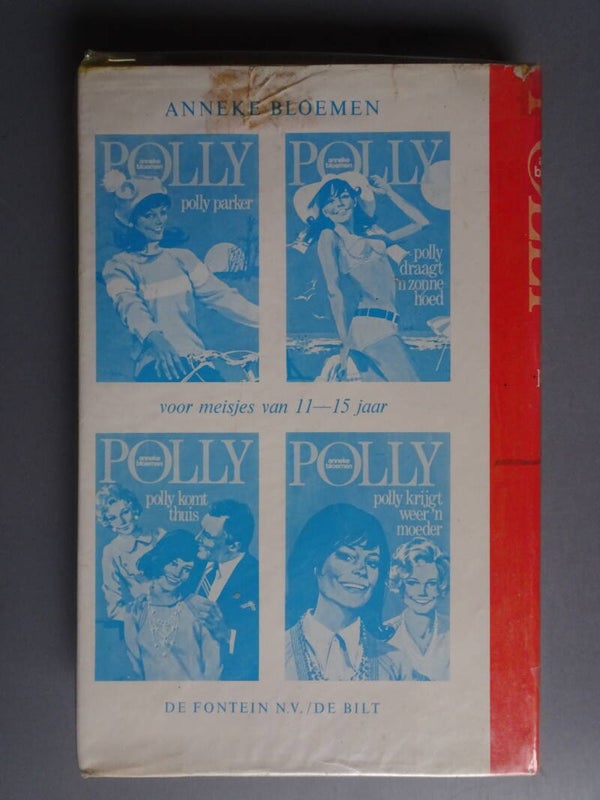 ANNEKE BLOEMEN
POLLY
anneke
bloemen
polly parker
POLLY
anneke
bloemen
polly
draagt
'n zonne
hoed
voor meisjes van 11—15 jaar
POLLY
anneke
bloemen
polly komt
thuis
POLLY
anneke
bloemen
polly krijgt
weer 'n
moeder
DE FONTEIN N.V./DE BILT